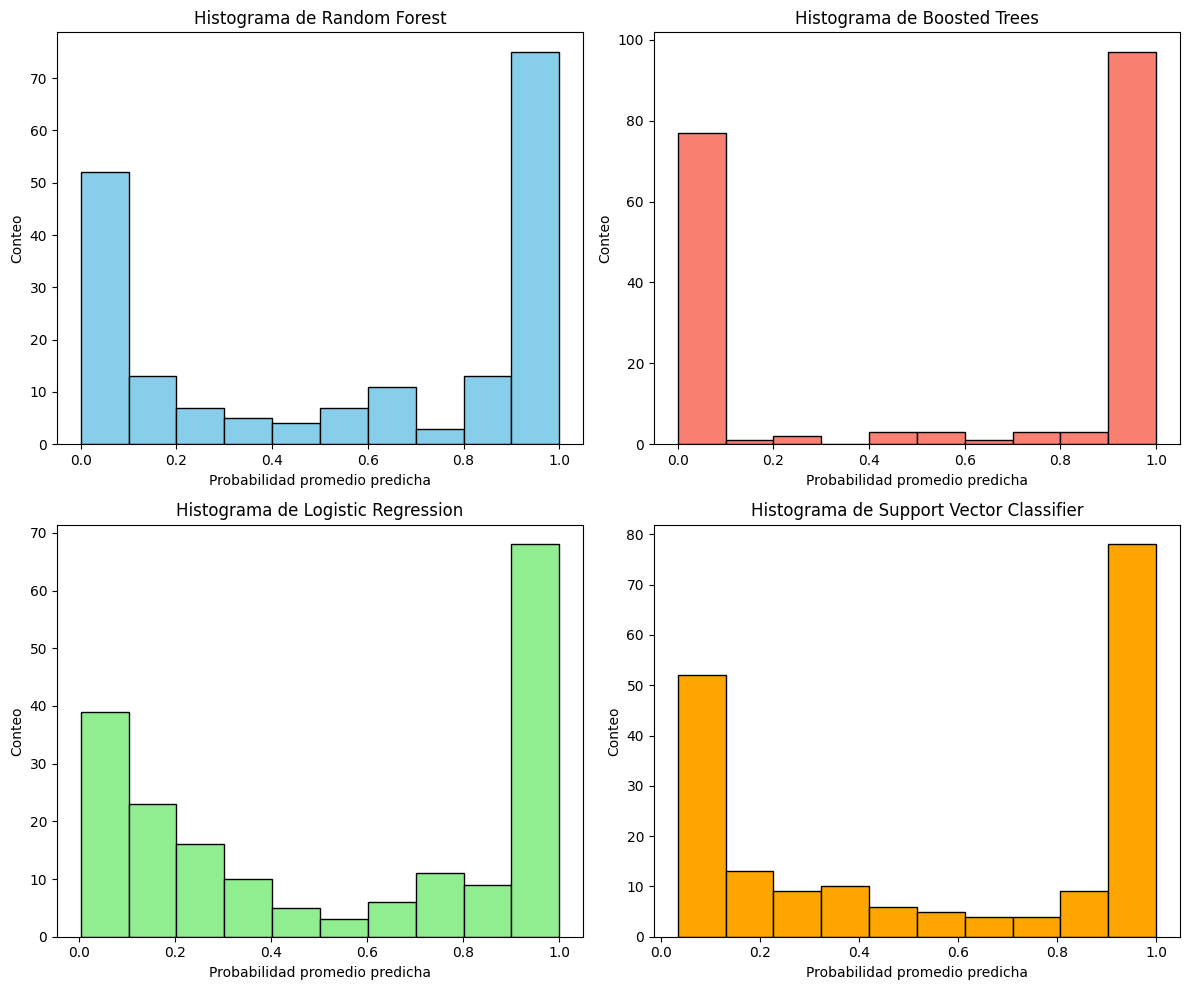 Histograma de Random Forest
70
60
50
40
30
20
10
0
Conteo
0.0 0.2 0.4 0.6 0.8 1.0
Probabilidad promedio predicha
Histograma de Boosted Trees
100
80
60
40
20
0
Conteo
0.0 0.2 0.4 0.6 0.8 1.0
Probabilidad promedio predicha
Histograma de Logistic Regression
70
60
50
40
30
20
10
0
Conteo
0.0 0.2 0.4 0.6 0.8 1.0
Probabilidad promedio predicha
Histograma de Support Vector Classifier
80
70
60
50
40
30
20
10
0
Conteo
0.0 0.2 0.4 0.6 0.8 1.0
Probabilidad promedio predicha